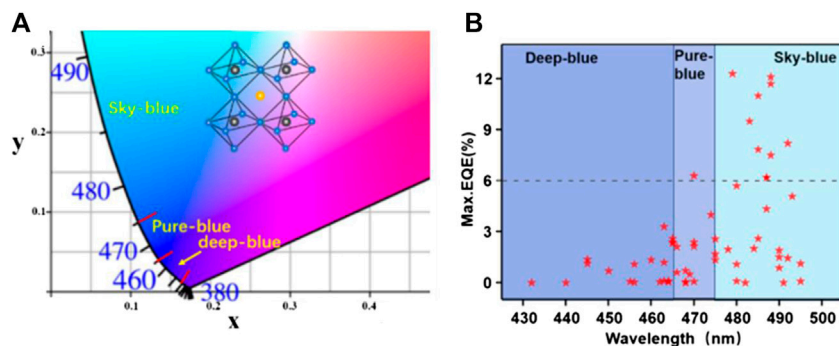 A
0.3
490
Sky-blue
y
0.2
480
0.1
Pure-blue
deep-blue
470
460
380
0.1
0.2
0.3
0.4
x
B
Deep-blue
Pure-
blue
Sky-blue
Max.EQE(%)
12
9
6
3
0
430 440 450 460 470 480 490 500
Wavelength (nm)